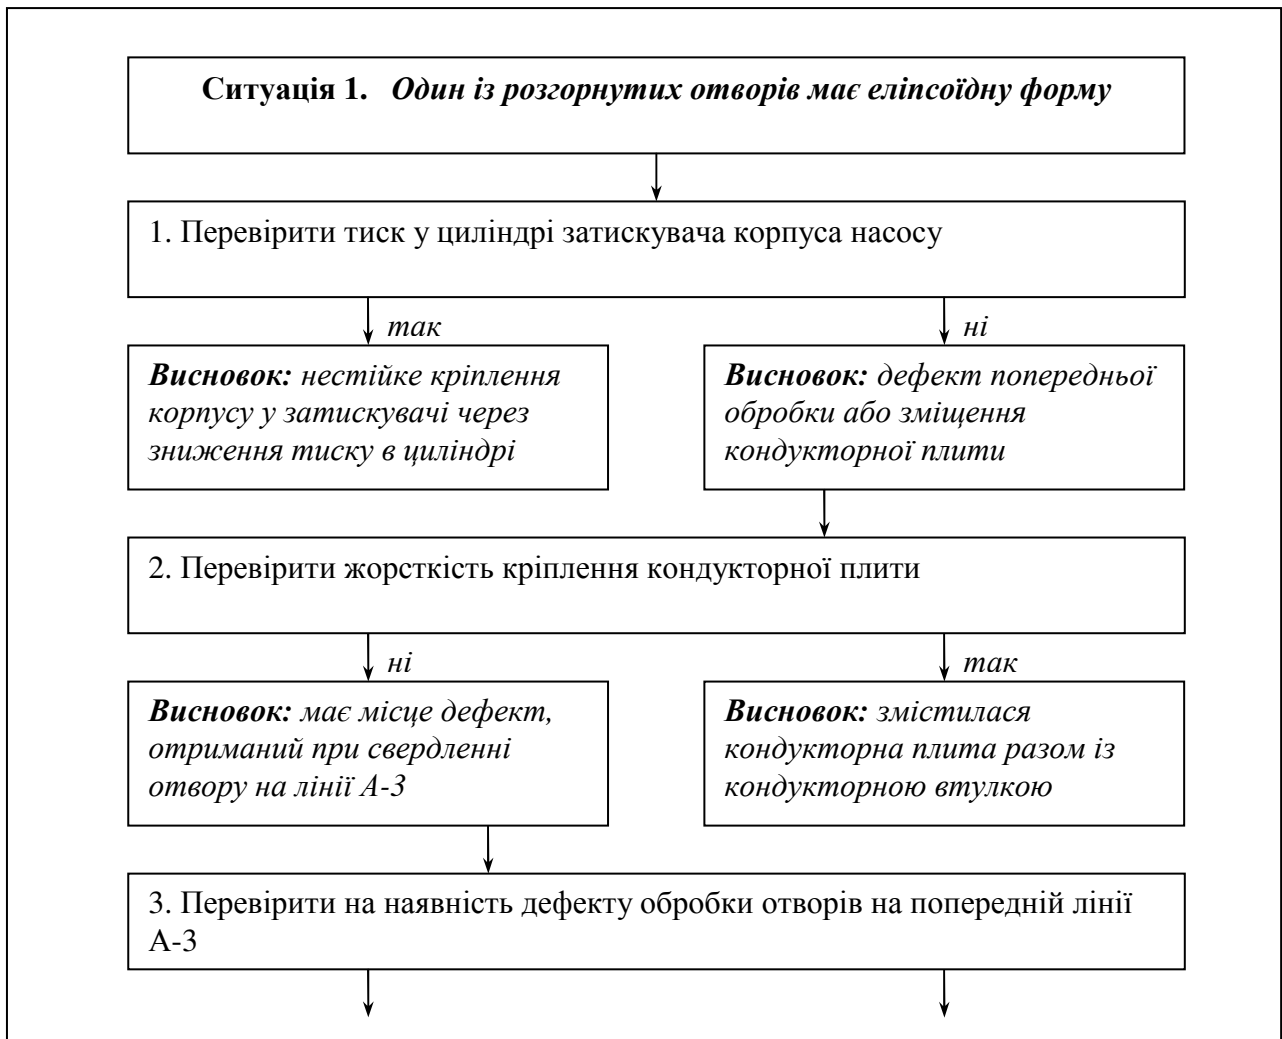 Ситуація 1. Один із розгорнутих отворів має еліпсоїдну форму
1. Перевірити тиск у циліндрі затискувача корпуса насосу
так
ні
Висновок: нестійке кріплення
корпусу у затискувачі через
зниження тиску в циліндрі
Висновок: дефект попередньої
обробки або зміщення
кондукторної плити
2. Перевірити жорсткість кріплення кондукторної плити
ні
так
Висновок: має місце дефект,
отриманий при свердленні
отвору на лінії А-3
Висновок: змістилася
кондукторна плита разом із
кондукторною втулкою
3. Перевірити на наявність дефекту обробки отворів на попередній лінії
А-3